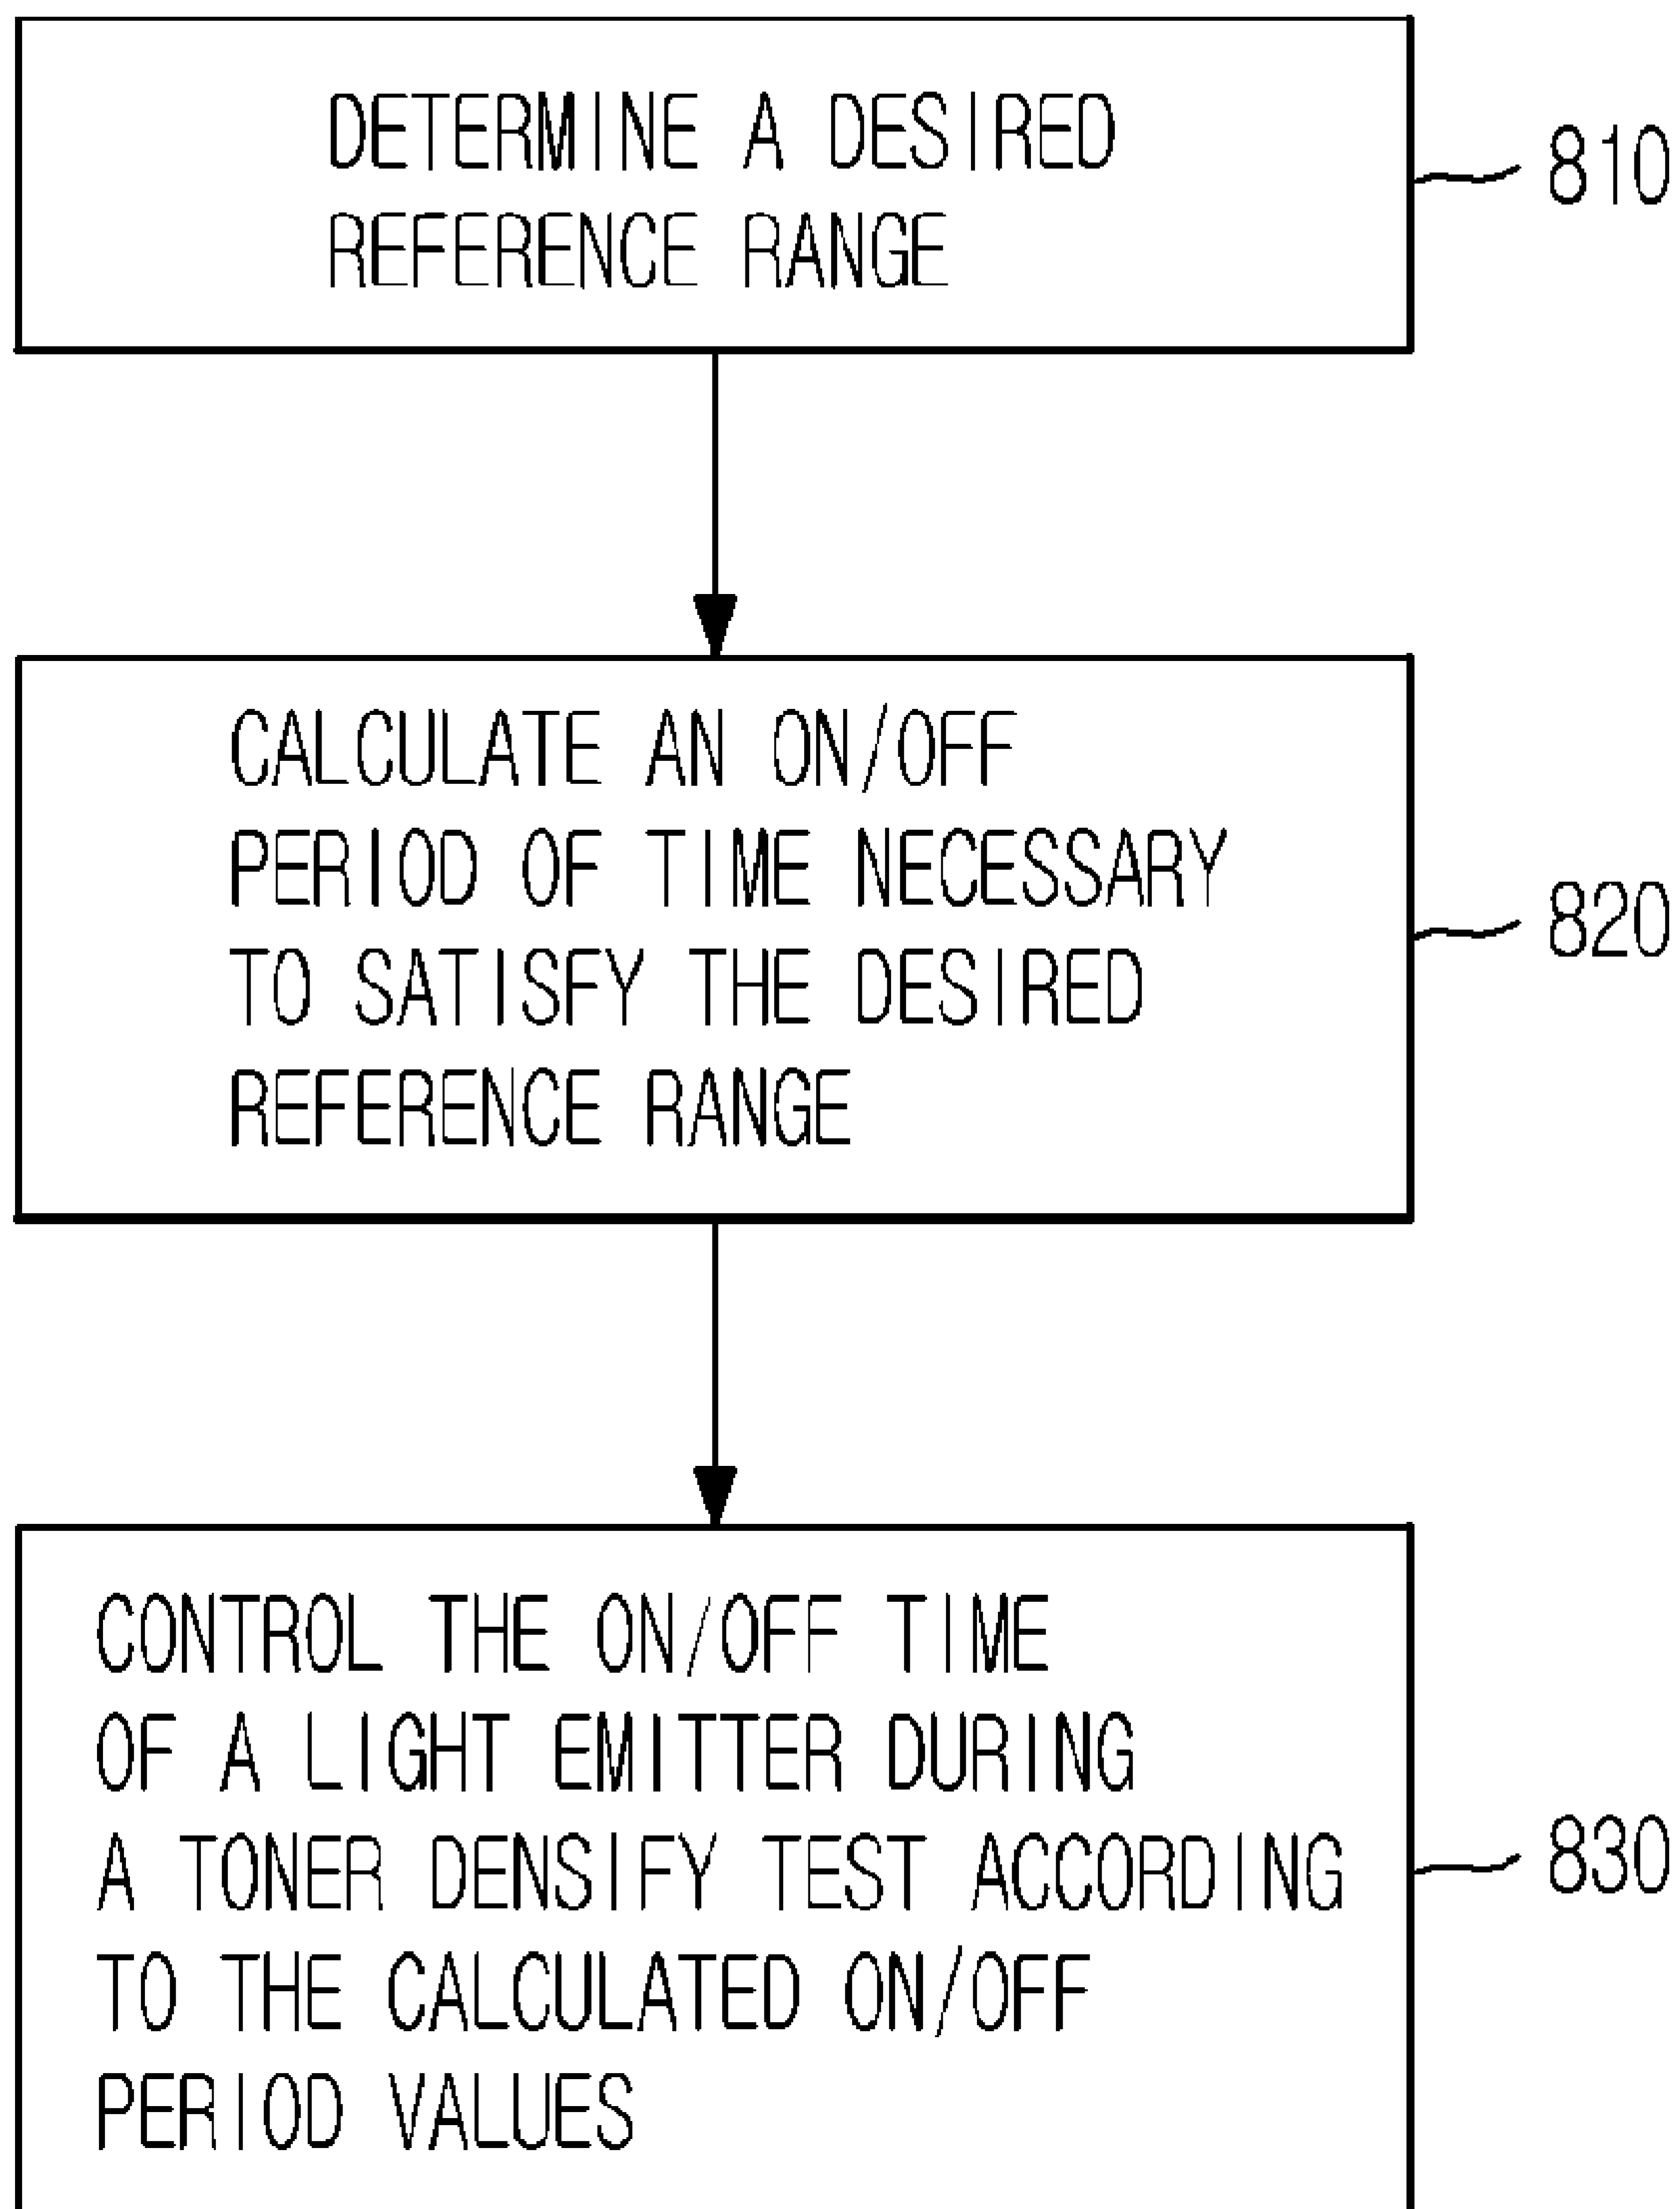 DETERMINE A DESIRED
REFERENCE RANGE
810
CALCULATE AN ON/OFF
PERIOD OF TIME NECESSARY
TO SATISFY THE DESIRED
REFERENCE RANGE
820
CONTROL THE ON/OFF TIME
OF A LIGHT EMITTER DURING
A TONER DENSIFY TEST ACCORDING
TO THE CALCULATED ON/OFF
PERIOD VALUES
830